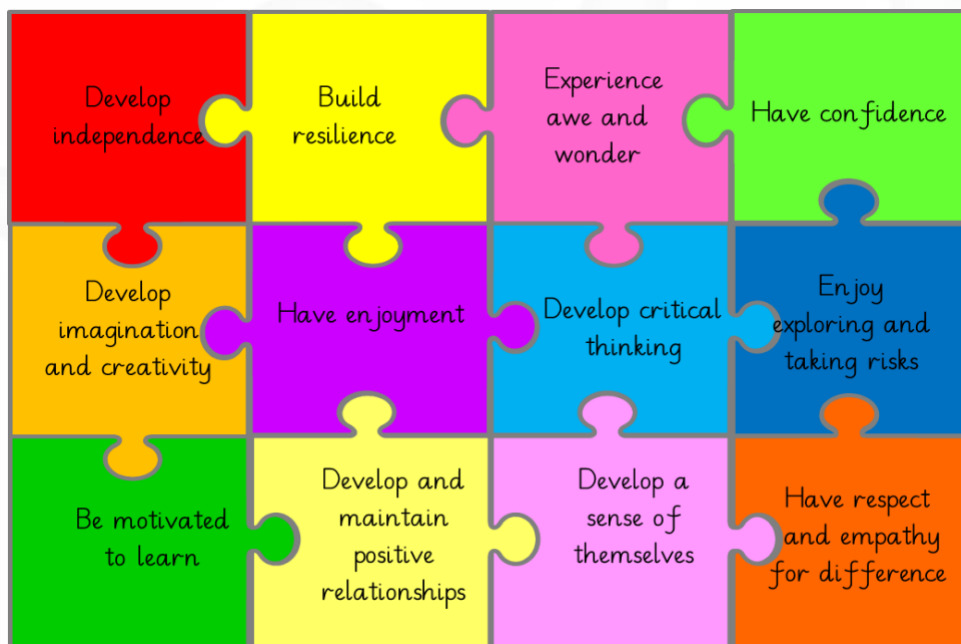 Develop
independence
Build
resilience
Experience
awe and
wonder
Have confidence
Develop
imagination
and creativity
Have enjoyment
Develop critical
thinking
Enjoy
exploring and
taking risks
Be motivated
to learn
Develop and
maintain
positive
relationships
Develop a
sense of
themselves
Have respect
and empathy
for difference